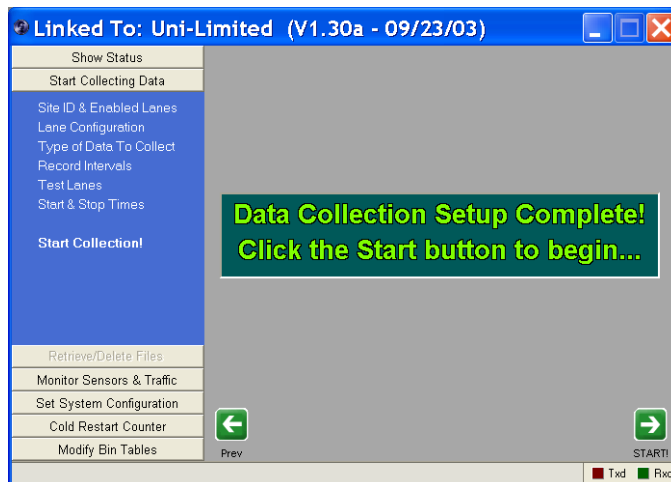 Linked To: Uni-Limited (V1.30a - 09/23/03)
Show Status
Start Collecting Data
Site ID & Enabled Lanes
Lane Configuration
Type of Data To Collect
Record Intervals
Test Lanes
Start & Stop Times
Start Collection!
Data Collection Setup Complete!
Click the Start button to begin...
Retrieve/Delete Files
Monitor Sensors & Traffic
Set System Configuration
Cold Restart Counter
Modify Bin Tables
Prev
START!
Txd
Rxd